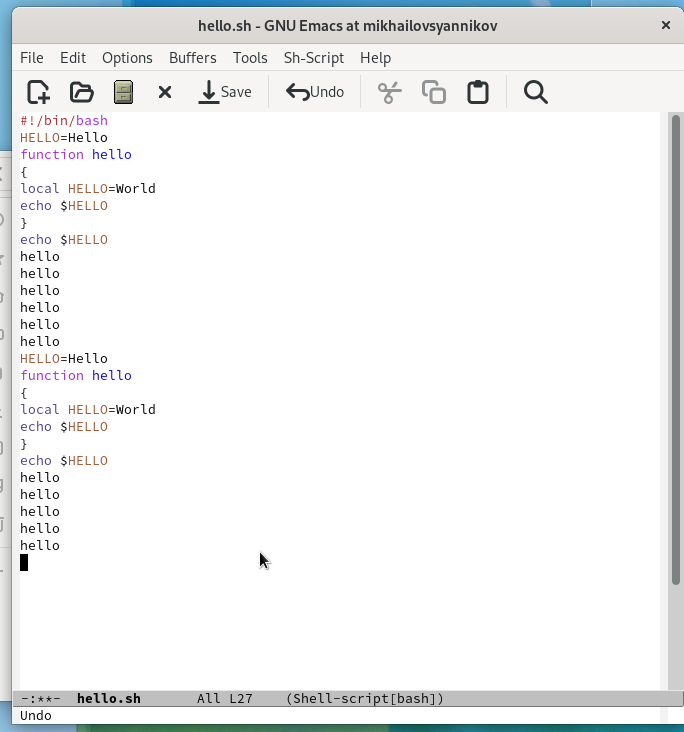 hello.sh - GNU Emacs at mikhailovsyannikov
File Edit Options Buffers Tools Sh-Script Help
Save Undo
#!/bin/bash
HELLO=Hello
function hello
{
local HELLO=World
echo $HELLO
}
echo $HELLO
hello
hello
hello
hello
hello
hello
HELLO=Hello
function hello
{
local HELLO=World
echo $HELLO
}
echo $HELLO
hello
hello
hello
hello
hello
-:**- hello.sh All L27 (Shell-script[bash])
Undo